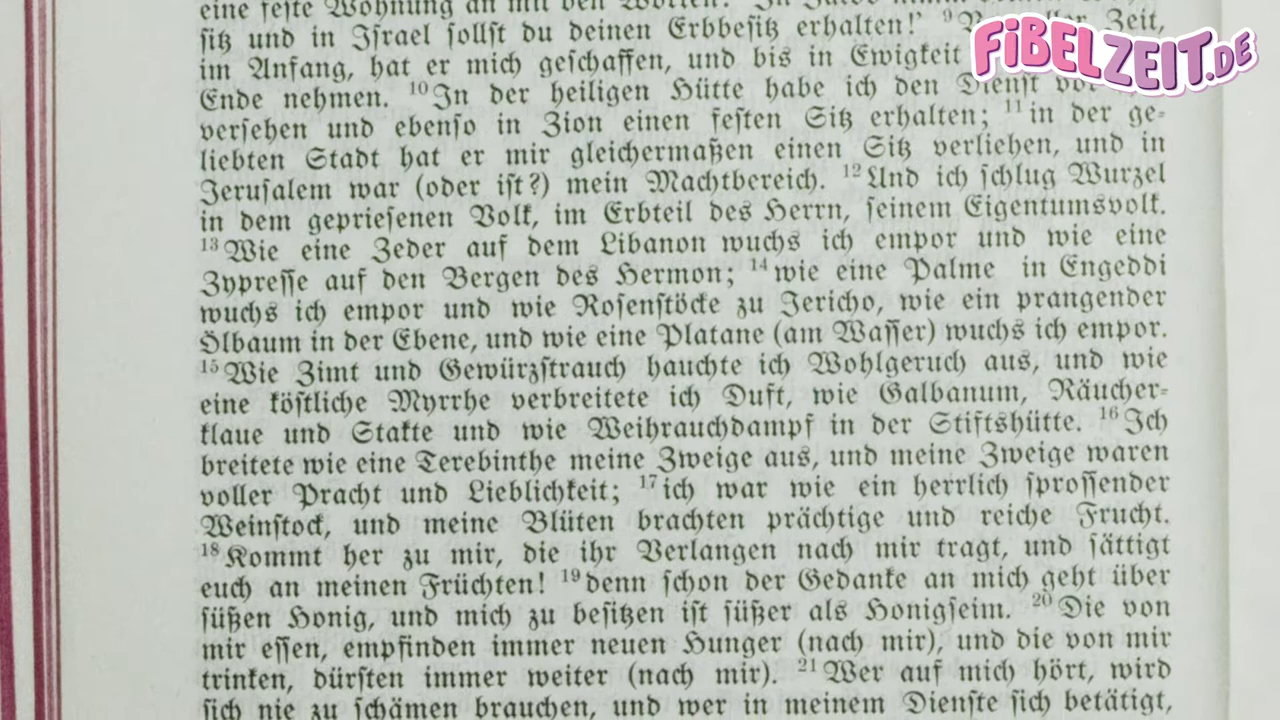 eine feste Wohnung an mit den Worten: In Jakob
sitz und in Israel sollst du deinen Erbbesitz erhalten!' ⁹ Zeit,
im Anfang, hat er mich geschaffen, und bis in Ewigkeit
Ende nehmen. ¹⁰In der heiligen Hütte habe ich den Dienst
versehen und ebenso in Zion einen festen Sitz erhalten; ¹¹in der ge-
liebten Stadt hat er mir gleichermaßen einen Sitz verliehen, und in
Jerusalem war (oder ist?) mein Machtbereich. ¹²Und ich schlug Wurzel
in dem gepriesenen Volk, im Erbteil des Herrn, seinem Eigentumsvolk.
¹³Wie eine Zeder auf dem Libanon wuchs ich empor und wie eine
Zypresse auf den Bergen des Hermon; ¹⁴wie eine Palme in Engeddi
wuchs ich empor und wie Rosenstöcke zu Jericho, wie ein prangender
Ölbaum in der Ebene, und wie eine Platane (am Wasser) wuchs ich empor.
¹⁵Wie Zimt und Gewürzstrauch hauchte ich Wohlgeruch aus, und wie
eine köstliche Myrrhe verbreitete ich Duft, wie Galbanum, Räucher-
klaue und Stakte und wie Weihrauchdampf in der Stiftshütte. ¹⁶Ich
breitete wie eine Terebinthe meine Zweige aus, und meine Zweige waren
voller Pracht und Lieblichkeit; ¹⁷ich war wie ein herrlich sprossender
Weinstock, und meine Blüten brachten prächtige und reiche Frucht.
¹⁸Kommt her zu mir, die ihr Verlangen nach mir tragt, und sättigt
euch an meinen Früchten! ¹⁹denn schon der Gedanke an mich geht über
süßen Honig, und mich zu besitzen ist süßer als Honigseim. ²⁰Die von
mir essen, empfinden immer neuen Hunger (nach mir), und die von mir
trinken, dürsten immer weiter (nach mir). ²¹Wer auf mich hört, wird
sich nie zu schämen brauchen, und wer in meinem Dienste sich betätigt,
FiBELZEIT.DE